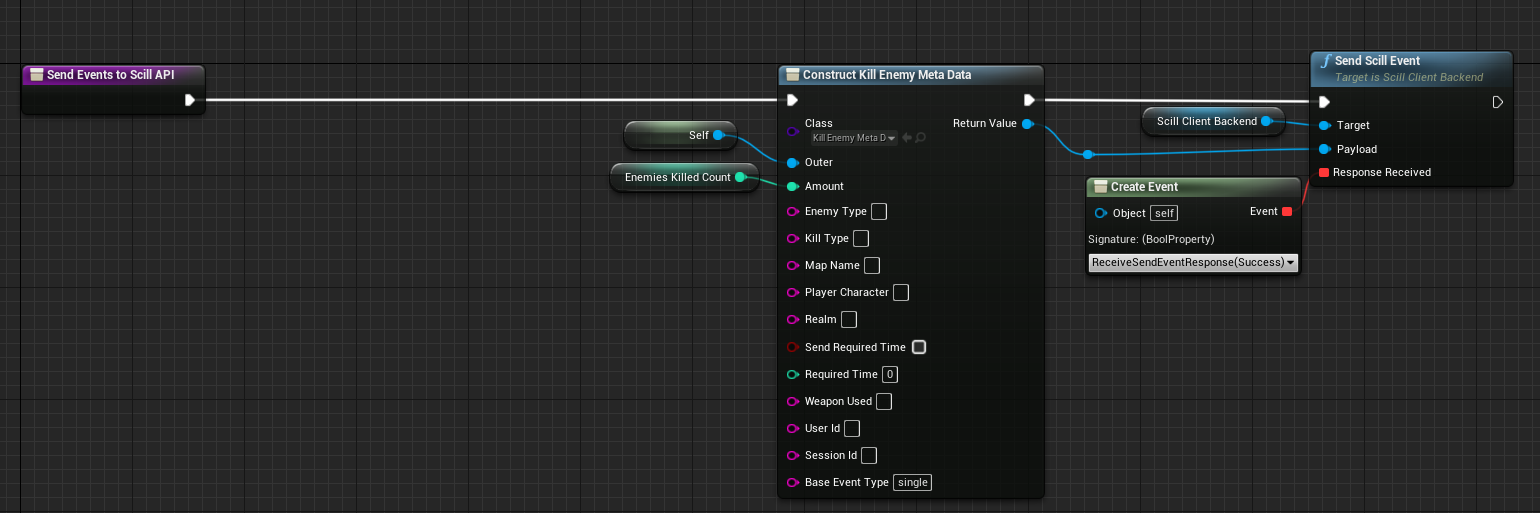 Send Events to Scill API
Self
Enemies Killed Count
Construct Kill Enemy Meta Data
Class
Kill Enemy Meta D
Return Value
Outer
Amount
Enemy Type
Kill Type
Map Name
Player Character
Realm
Send Required Time
Required Time 0
Weapon Used
User Id
Session Id
Base Event Type single
Scill Client Backend
Create Event
Object self
Event
Signature: (BoolProperty)
ReceiveSendEventResponse(Success)
Send Scill Event
Target is Scill Client Backend
Target
Payload
Response Received